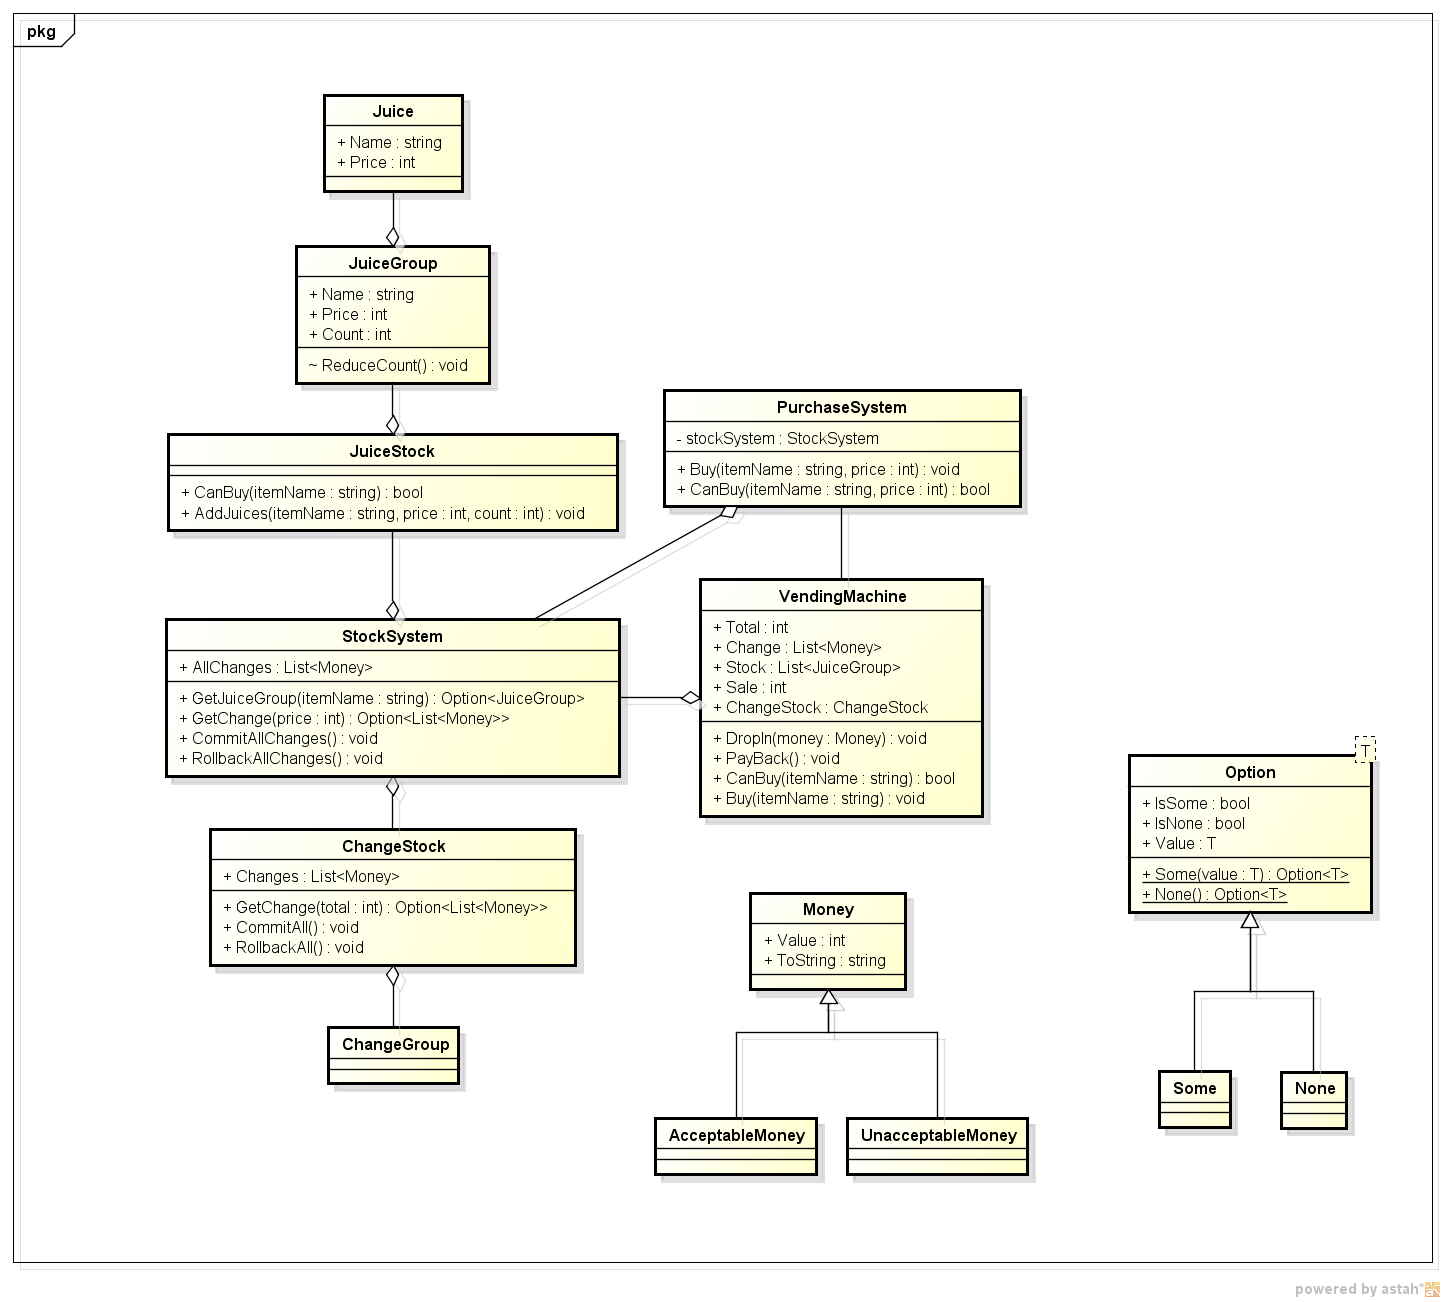 pkg
Juice
+ Name : string
+ Price : int
JuiceGroup
+ Name : string
+ Price : int
+ Count : int
~ ReduceCount() : void
JuiceStock
+ CanBuy(itemName : string) : bool
+ AddJuices(itemName : string, price : int, count : int) : void
PurchaseSystem
- stockSystem : StockSystem
+ Buy(itemName : string, price : int) : void
+ CanBuy(itemName : string, price : int) : bool
StockSystem
+ AllChanges : List<Money>
+ GetJuiceGroup(itemName : string) : Option<JuiceGroup>
+ GetChange(price : int) : Option<List<Money>>
+ CommitAllChanges() : void
+ RollbackAllChanges() : void
VendingMachine
+ Total : int
+ Change : List<Money>
+ Stock : List<JuiceGroup>
+ Sale : int
+ ChangeStock : ChangeStock
+ DropIn(money : Money) : void
+ PayBack() : void
+ CanBuy(itemName : string) : bool
+ Buy(itemName : string) : void
T
Option
+ IsSome : bool
+ IsNone : bool
+ Value : T
+ Some(value : T) : Option<T>
+ None() : Option<T>
ChangeStock
+ Changes : List<Money>
+ GetChange(total : int) : Option<List<Money>>
+ CommitAll() : void
+ RollbackAll() : void
Money
+ Value : int
+ ToString : string
ChangeGroup
Some
None
AcceptableMoney
UnacceptableMoney
powered by astah*